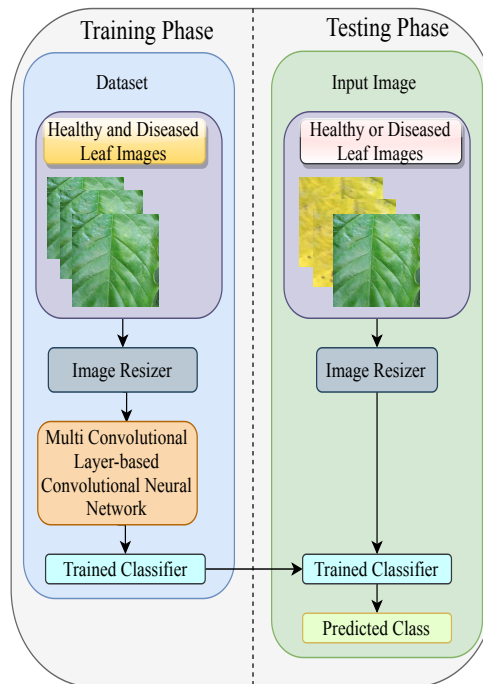 Training Phase
Dataset
Healthy and Diseased
Leaf Images
Image Resizer
Multi Convolutional
Layer-based
Convolutional Neural
Network
Trained Classifier
Testing Phase
Input Image
Healthy or Diseased
Leaf Images
Image Resizer
Trained Classifier
Predicted Class